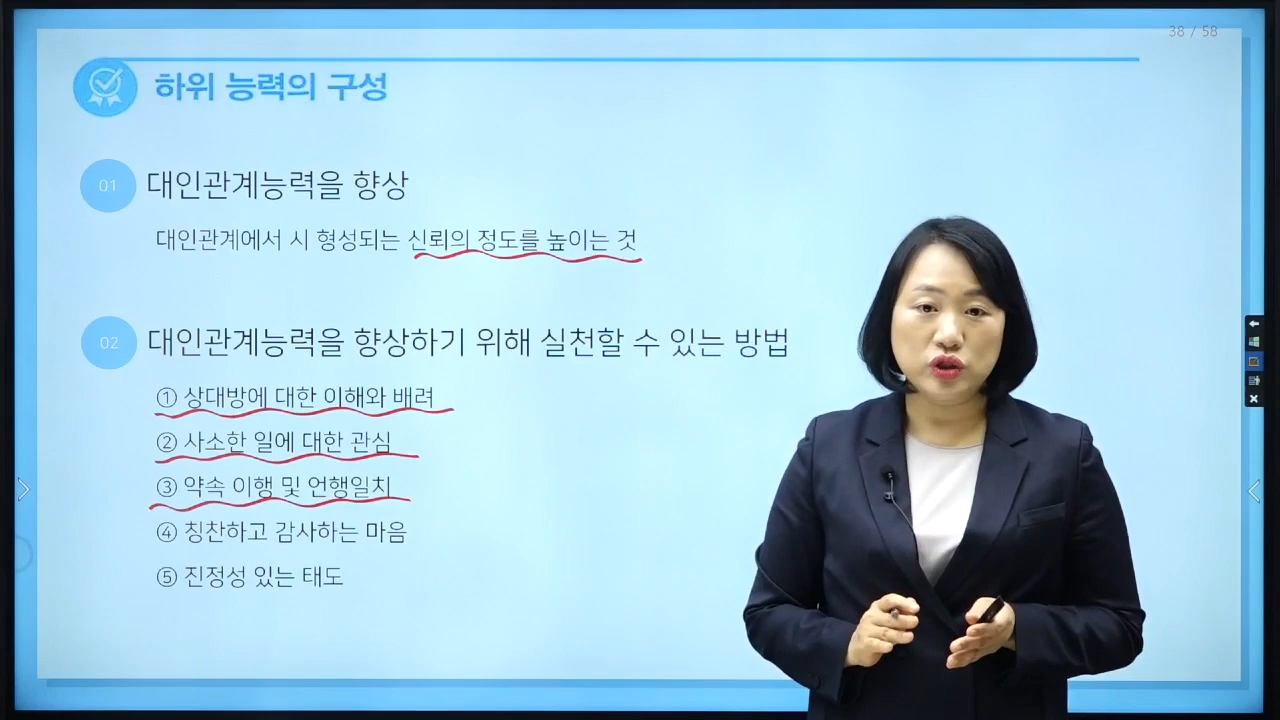 38 / 58
하위 능력의 구성
01 대인관계능력을 향상
대인관계에서 시 형성되는 신뢰의 정도를 높이는 것
02 대인관계능력을 향상하기 위해 실천할 수 있는 방법
① 상대방에 대한 이해와 배려
② 사소한 일에 대한 관심
③ 약속 이행 및 언행일치
④ 칭찬하고 감사하는 마음
⑤ 진정성 있는 태도